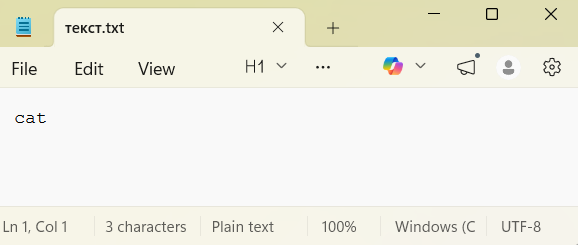 текст.txt
File Edit View H1
cat
Ln 1, Col 1 3 characters Plain text 100% Windows (C UTF-8